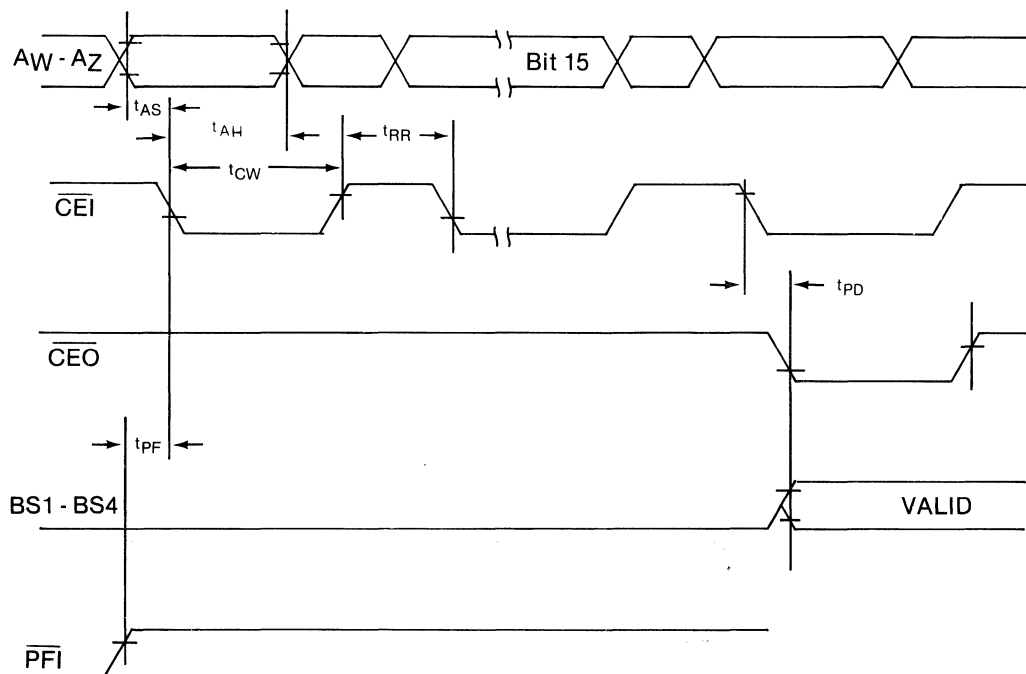 AW - AZ
Bit 15
tAS
tAH
tRR
tCW
CEI
tPD
CEO
tPF
BS1 - BS4
VALID
PFI